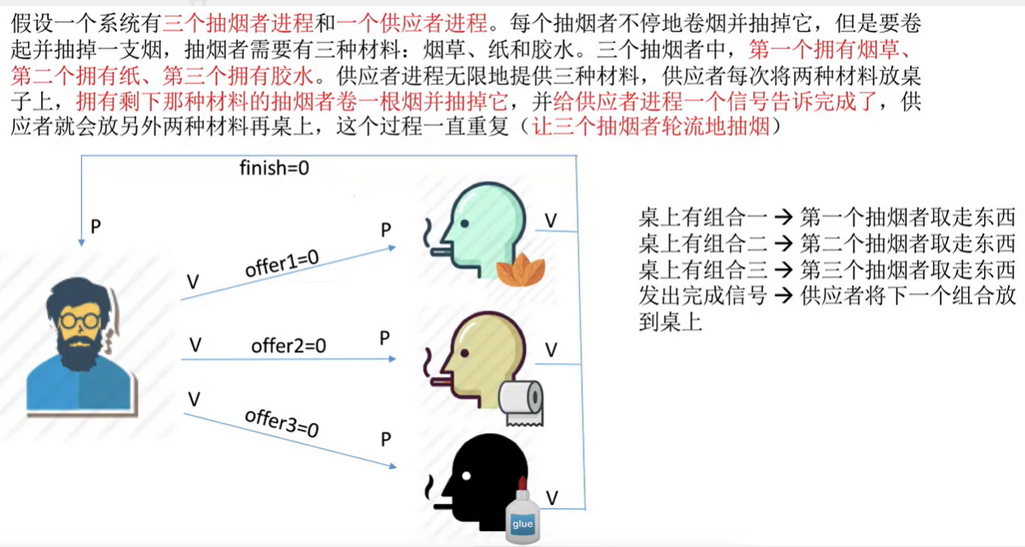 假设一个系统有三个抽烟者进程和一个供应者进程。每个抽烟者不停地卷烟并抽掉它，但是要卷
起并抽掉一支烟，抽烟者需要有三种材料：烟草、纸和胶水。三个抽烟者中，第一个拥有烟草、
第二个拥有纸、第三个拥有胶水。供应者进程无限地提供三种材料，供应者每次将两种材料放桌
子上，拥有剩下那种材料的抽烟者卷一根烟并抽掉它，并给供应者进程一个信号告诉完成了，供
应者就会放另外两种材料再桌上，这个过程一直重复（让三个抽烟者轮流地抽烟）
finish=0
P
V
offer1=0
P
V
V
offer2=0
P
V
V
offer3=0
P
V
glue
桌上有组合一 → 第一个抽烟者取走东西
桌上有组合二 → 第二个抽烟者取走东西
桌上有组合三 → 第三个抽烟者取走东西
发出完成信号 → 供应者将下一个组合放
到桌上